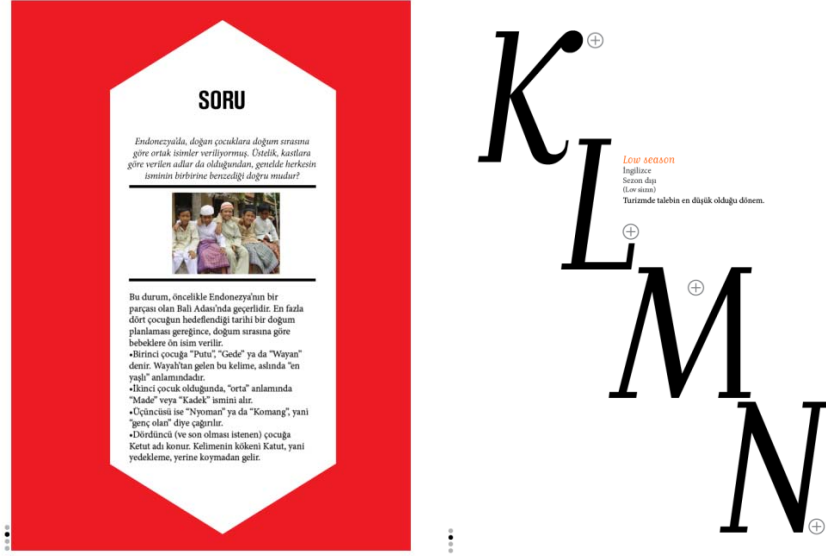 SORU
Endonezya'da, doğan çocuklara doğum sırasına
göre ortak isimler veriliyormuş. Üstelik, kastlara
göre verilen adlar da olduğundan, genelde herkesin
isminin birbirine benzediği doğru mudur?
Bu durum, öncelikle Endonezya'nın bir
parçası olan Bali Adası'nda geçerlidir. En fazla
dört çocuğun hedeflendiği tarihi bir doğum
planlaması gereğince, doğum sırasına göre
bebeklere ön isim verilir.
•Birinci çocuğa “Putu”, “Gede” ya da “Wayan”
denir. Wayah'tan gelen bu kelime, aslında “en
yaşlı” anlamındadır.
•İkinci çocuk olduğunda, “orta” anlamında
“Made” veya “Kadek” ismini alır.
•Üçüncüsü ise “Nyoman” ya da “Komang”, yani
“genç olan” diye çağırılır.
•Dördüncü (ve son olması istenen) çocuğa
Ketut adı konur. Kelimenin kökeni Katut, yani
yedekleme, yerine koymadan gelir.
K
L
Low season
İngilizce
Sezon dışı
(Lov siızın)
Turizmde talebin en düşük olduğu dönem.
M
N